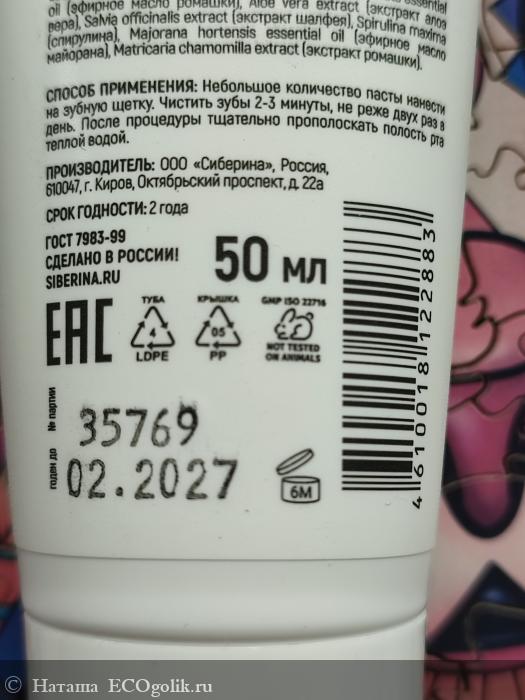 oil (эфирное масло ромашки), Aloe vera extract (экстракт алоэ
вера), Salvia officinalis extract (экстракт шалфея), Spirulina maxima
(спирулина), Majorana hortensis essential oil (эфирное масло
майорана), Matricaria chamomilla extract (экстракт ромашки).
СПОСОБ ПРИМЕНЕНИЯ: Небольшое количество пасты нанести
на зубную щетку. Чистить зубы 2-3 минуты, не реже двух раз в
день. После процедуры тщательно прополоскать полость рта
теплой водой.
ПРОИЗВОДИТЕЛЬ: ООО «Сиберина», Россия,
610047, г. Киров, Октябрьский проспект, д. 22а
СРОК ГОДНОСТИ: 2 года
ГОСТ 7983-99
СДЕЛАНО В РОССИИ!
SIBERINA.RU
50 мл
EAC
ТУБА
4
LDPE
КРЫШКА
05
PP
GMP ISO 22716
NOT TESTED
ON ANIMALS
№ партии
35769
годен до
02.2027
6М
4610018122883
© Наташа ECOgolik.ru